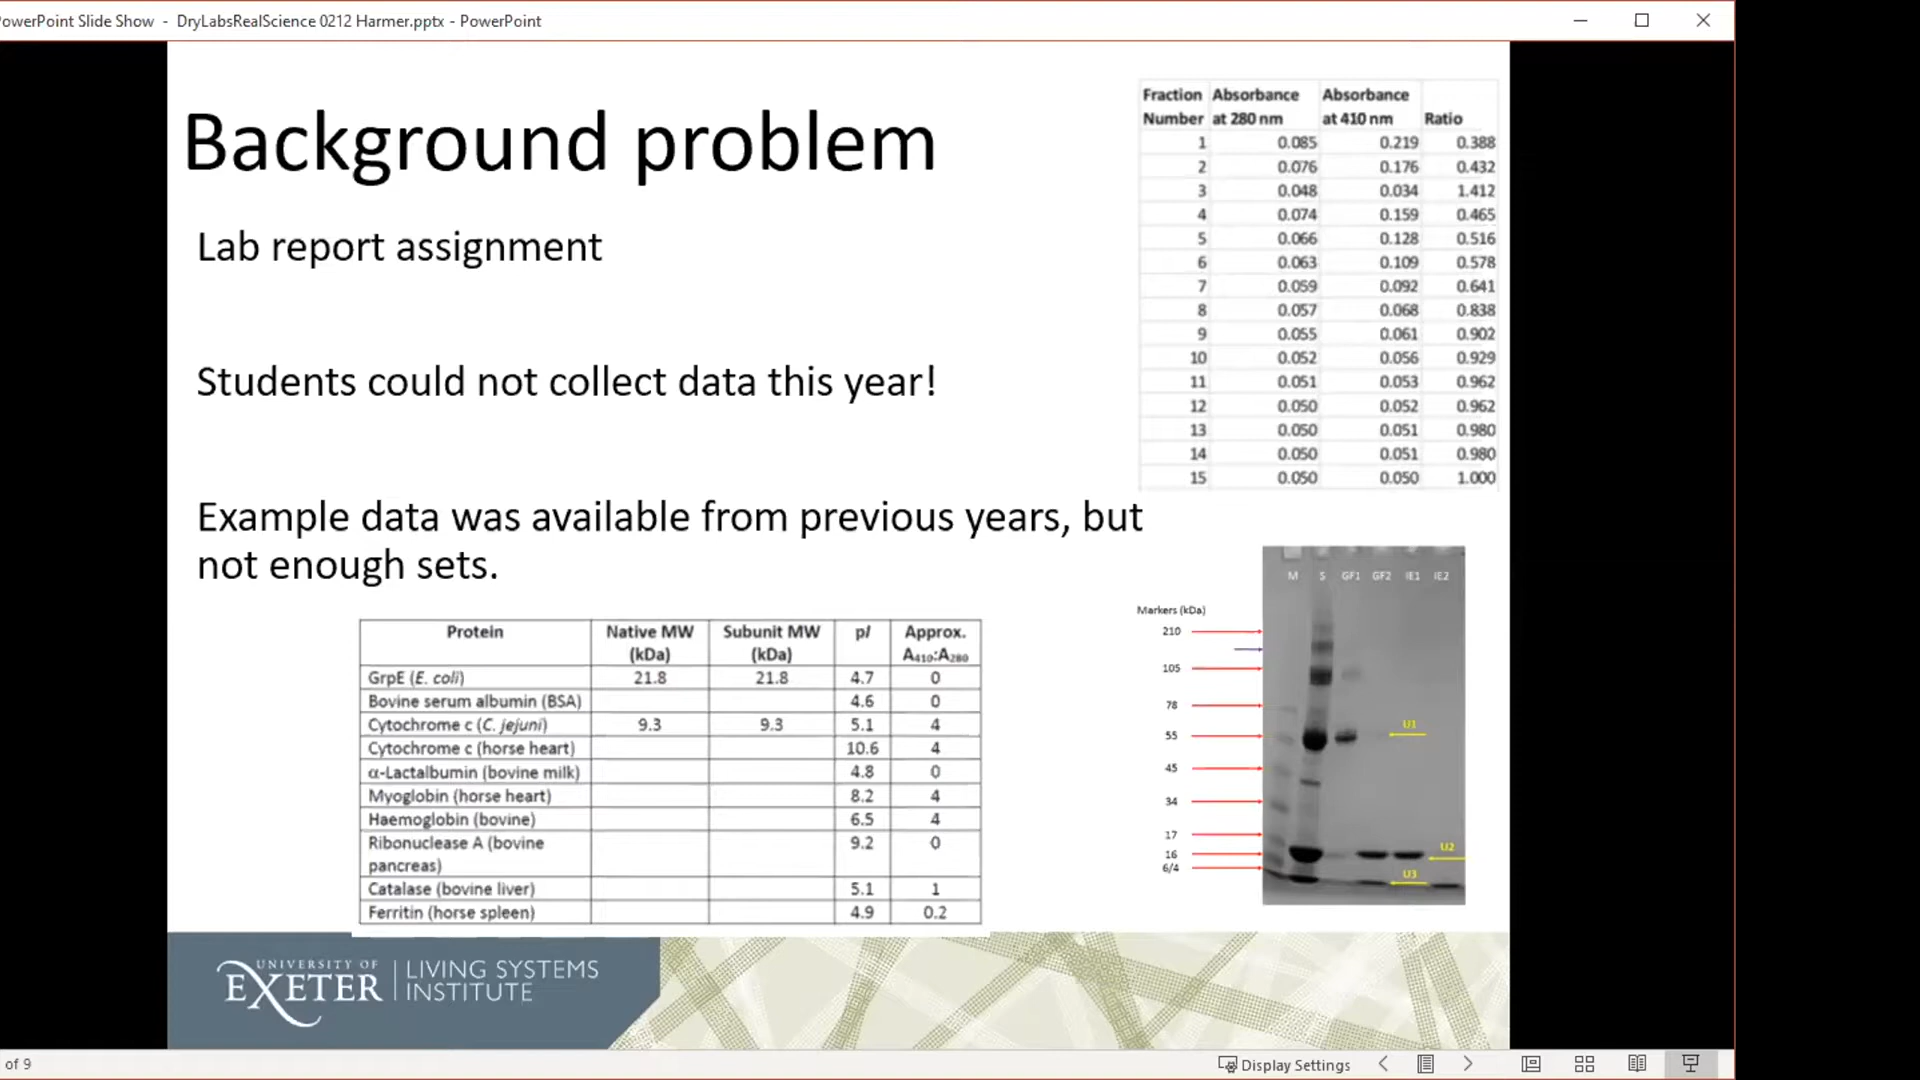 PowerPoint Slide Show - DryLabsRealScience 0212 Harmer.pptx - PowerPoint
Background problem
Lab report assignment
Students could not collect data this year!
Example data was available from previous years, but
not enough sets.
Fraction Absorbance Absorbance
Number at 280 nm at 410 nm Ratio
1 0.085 0.219 0.388
2 0.076 0.176 0.432
3 0.048 0.034 1.412
4 0.074 0.159 0.465
5 0.066 0.128 0.516
6 0.063 0.109 0.578
7 0.059 0.092 0.641
8 0.057 0.068 0.838
9 0.055 0.061 0.902
10 0.052 0.056 0.929
11 0.051 0.053 0.962
12 0.050 0.052 0.962
13 0.050 0.051 0.980
14 0.050 0.051 0.980
15 0.050 0.050 1.000
Protein Native MW Subunit MW pI Approx.
(kDa) (kDa) A410:A280
GrpE (E. coli) 21.8 21.8 4.7 0
Bovine serum albumin (BSA) 4.6 0
Cytochrome c (C. jejuni) 9.3 9.3 5.1 4
Cytochrome c (horse heart) 10.6 4
α-Lactalbumin (bovine milk) 4.8 0
Myoglobin (horse heart) 8.2 4
Haemoglobin (bovine) 6.5 4
Ribonuclease A (bovine 9.2 0
pancreas)
Catalase (bovine liver) 5.1 1
Ferritin (horse spleen) 4.9 0.2
M S GF1 GF2 IE1 IE2
Markers (kDa)
210
105
78
U1
55
45
34
17
U2
16
6/4
U3
UNIVERSITY OF
EXETER
LIVING SYSTEMS
INSTITUTE
of 9
Display Settings